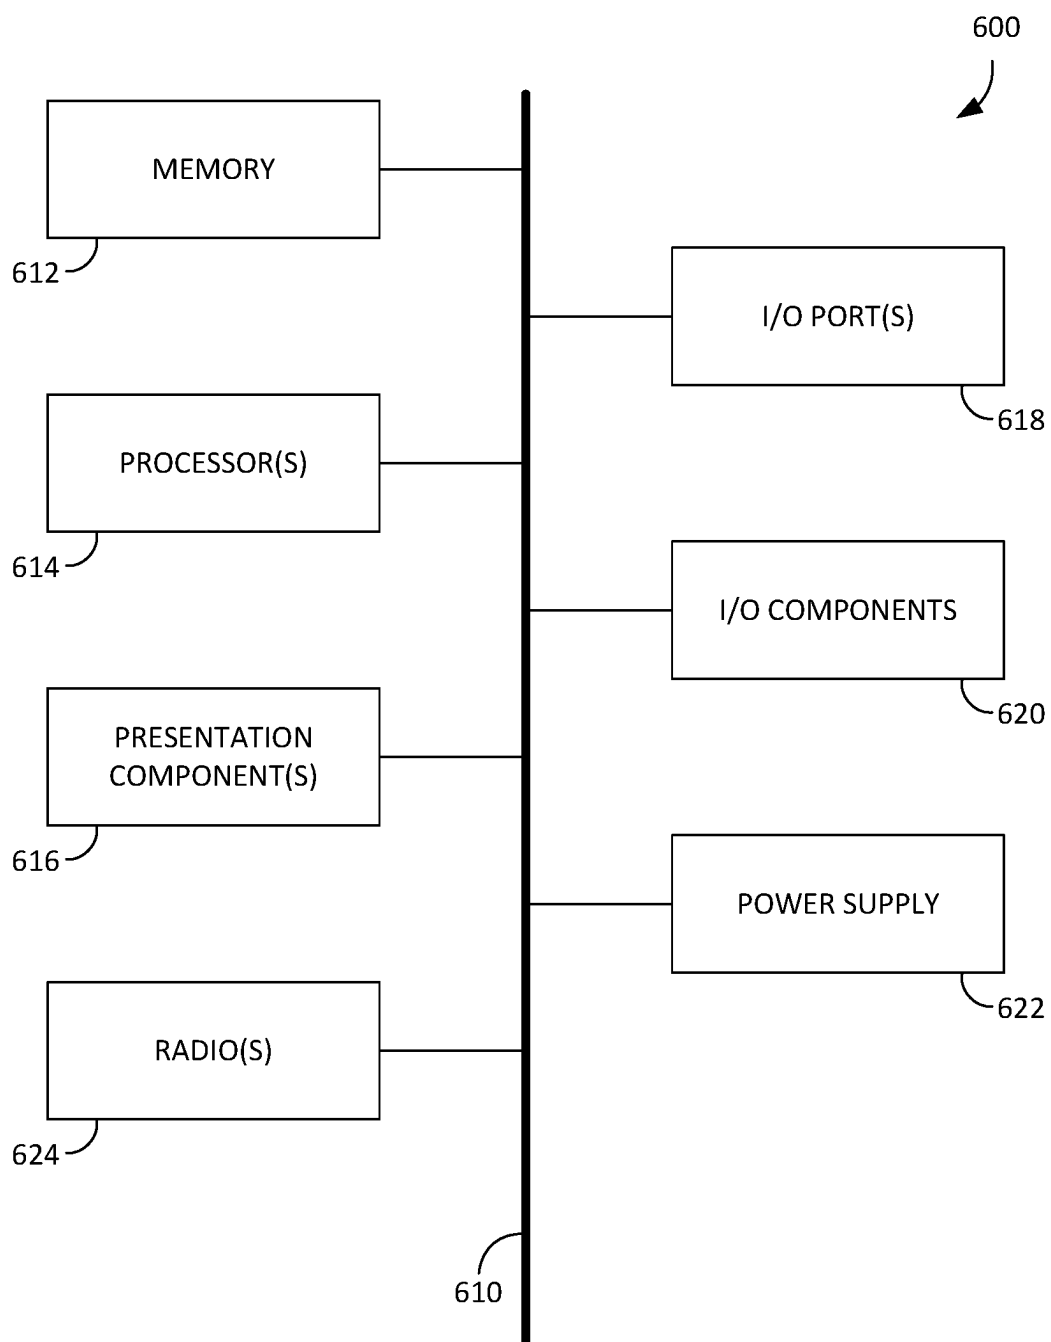 600
MEMORY
612
I/O PORT(S)
618
PROCESSOR(S)
614
I/O COMPONENTS
620
PRESENTATION
COMPONENT(S)
616
POWER SUPPLY
622
RADIO(S)
624
610